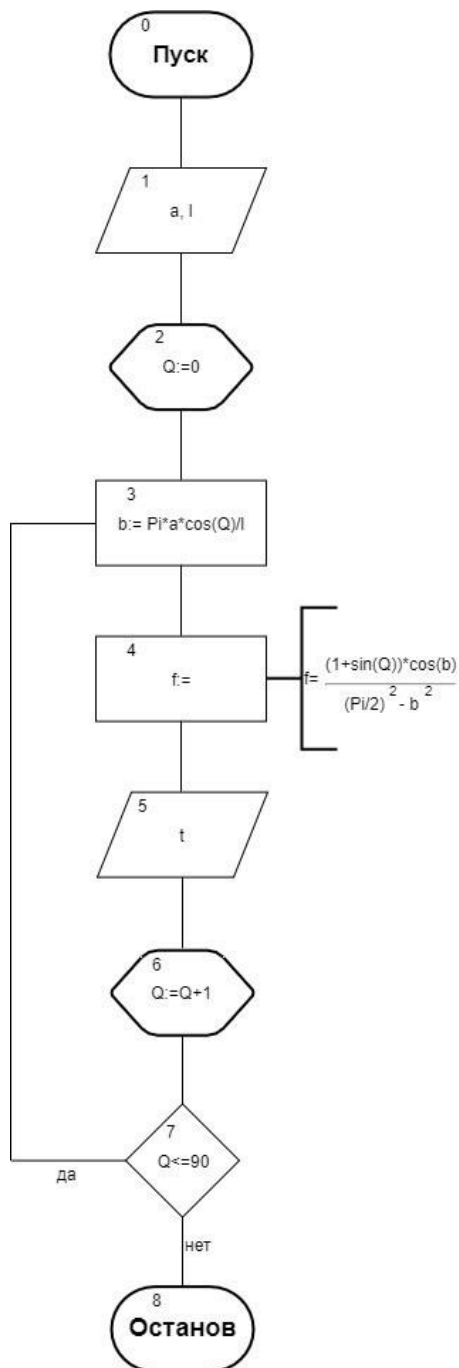 0
Пуск
1
a, l
2
Q:=0
3
b:= Pi*a*cos(Q)/l
4
f:=
f= (1+sin(Q))*cos(b)
(Pi/2) 2 - b 2
5
t
6
Q:=Q+1
7
Q<=90
да
нет
8
Останов